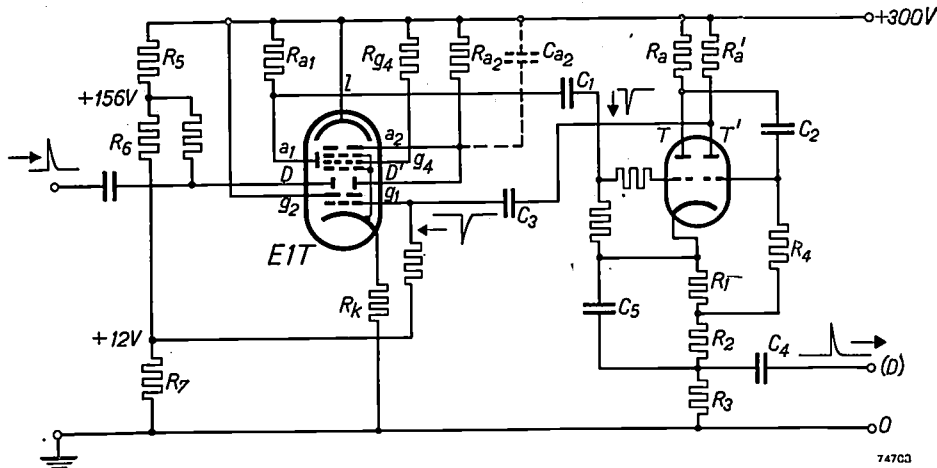 +300V
R5
Ra1
Rg4
Ra2
Ca2
Ra
Ra'
l
C1
+156V
R6
a1
a2
g4
T
T'
C2
D
D'
g2
g1
C3
E1T
R4
Rk
R1
C5
+12V
R2
C4
(D)
R7
R3
0
74703